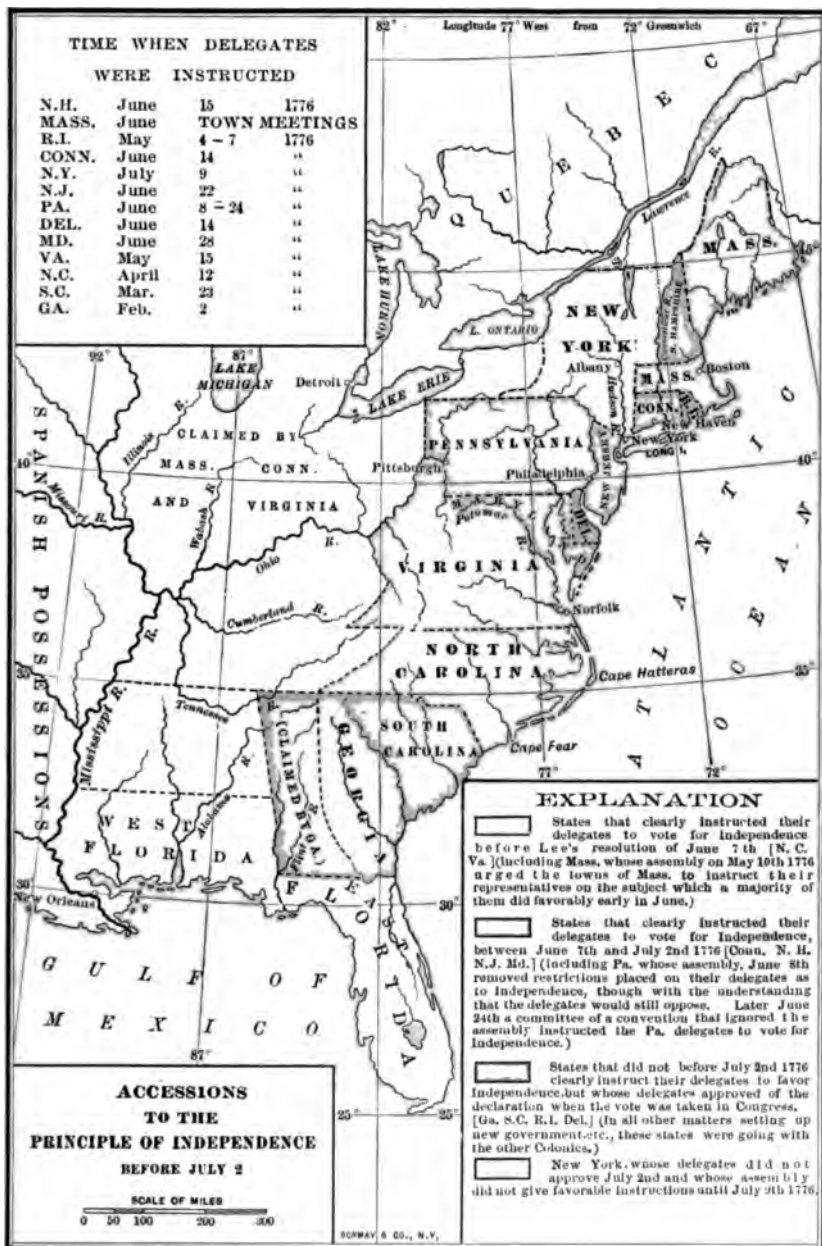 TIME WHEN DELEGATES
WERE INSTRUCTED
N.H. June 15 1776
MASS. June TOWN MEETINGS
R.I. May 4 – 7 1776
CONN. June 14 "
N.Y. July 9 "
N.J. June 22 "
PA. June 8 – 24 "
DEL. June 14 "
MD. June 28 "
VA. May 15 "
N.C. April 12 "
S.C. Mar. 23 "
GA. Feb. 2 "
82° Longitude 77° West from 72° Greenwich 67°
QUEBEC
Lawrence R.
MASS.
45°
LAKE HURON
L. ONTARIO
NEW
YORK
Connecticut R.
N. HAMPSHIRE
92°
87°
LAKE
MICHIGAN
Detroit
LAKE ERIE
Albany
Hudson R.
MASS.
Boston
CONN.
R.I.
New Haven
New York
LONG I.
Illinois R.
CLAIMED BY
MASS. CONN.
AND VIRGINIA
Wabash R.
PENNSYLVANIA
Pittsburgh
Philadelphia
NEW JERSEY
40°
40°
SPANISH POSSESSIONS
Missouri R.
Ohio R.
MARYLAND
Potomac R.
DEL.
VIRGINIA
Norfolk
Cumberland R.
NORTH
CAROLINA
Cape Hatteras
35°
35
ATLANTIC
OCEAN
Mississippi R.
Tennessee R.
SOUTH
CAROLINA
Cape Fear
77°
72°
(CLAIMED BY GA.)
GEORGIA
Flint R.
Alabama R.
WEST
FLORIDA
30
New Orleans
EAST
FLORIDA
30°
GULF OF
MEXICO
87°
25°
25°
ACCESSIONS
TO THE
PRINCIPLE OF INDEPENDENCE
BEFORE JULY 2
SCALE OF MILES
0 50 100 200 300
BORMAY & CO., N.Y.
EXPLANATION
States that clearly instructed their
delegates to vote for Independence
before Lee's resolution of June 7th [N. C.
Va.] (including Mass. whose assembly on May 10th 1776
urged the towns of Mass. to instruct their
representatives on the subject which a majority of
them did favorably early in June.)
States that clearly instructed their
delegates to vote for Independence,
between June 7th and July 2nd 1776 [Conn. N. H.
N.J. Md.] (including Pa. whose assembly, June 8th
removed restrictions placed on their delegates as
to Independence, though with the understanding
that the delegates would still oppose. Later June
24th a committee of a convention that ignored the
assembly instructed the Pa. delegates to vote for
Independence.)
States that did not before July 2nd 1776
clearly instruct their delegates to favor
Independence, but whose delegates approved of the
declaration when the vote was taken in Congress.
[Ga. S.C. R.I. Del.] (In all other matters setting up
new government.etc., these states were going with
the other Colonies.)
New York, whose delegates did not
approve July 2nd and whose assembly
did not give favorable instructions until July 9th 1776.